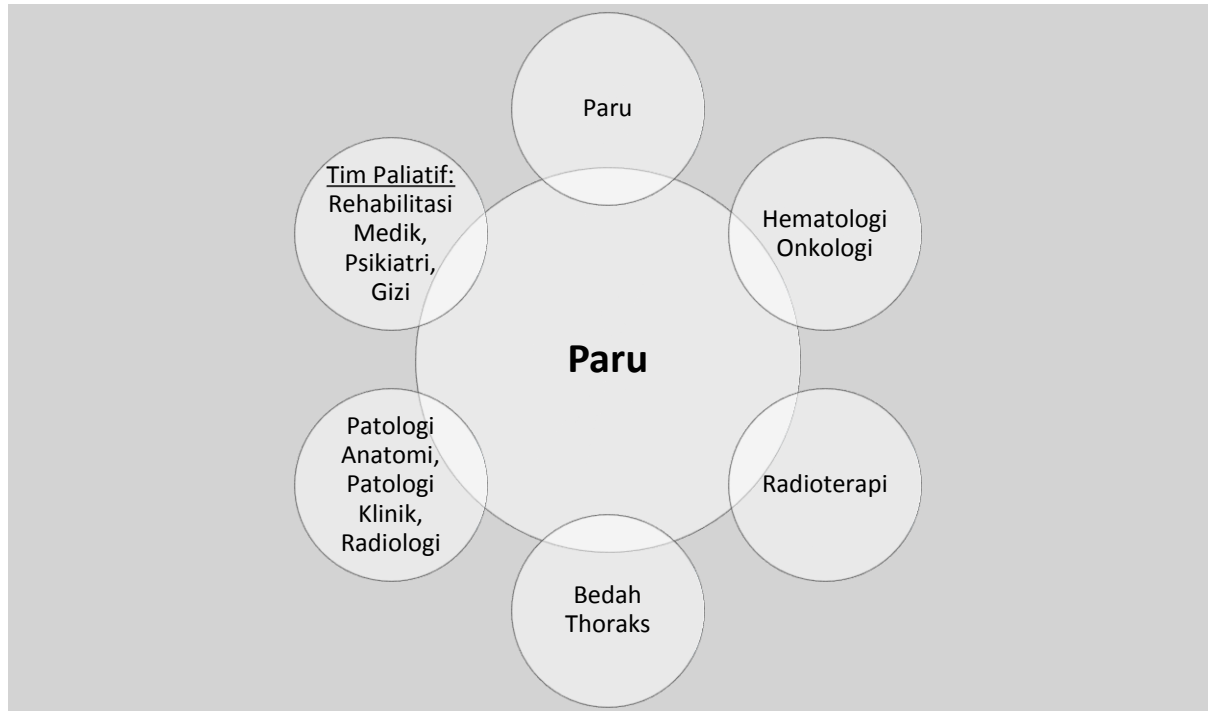 Paru
Hematologi
Onkologi
Radioterapi
Bedah
Thoraks
Patologi
Anatomi,
Patologi
Klinik,
Radiologi
Tim Paliatif:
Rehabilitasi
Medik,
Psikiatri,
Gizi
Paru